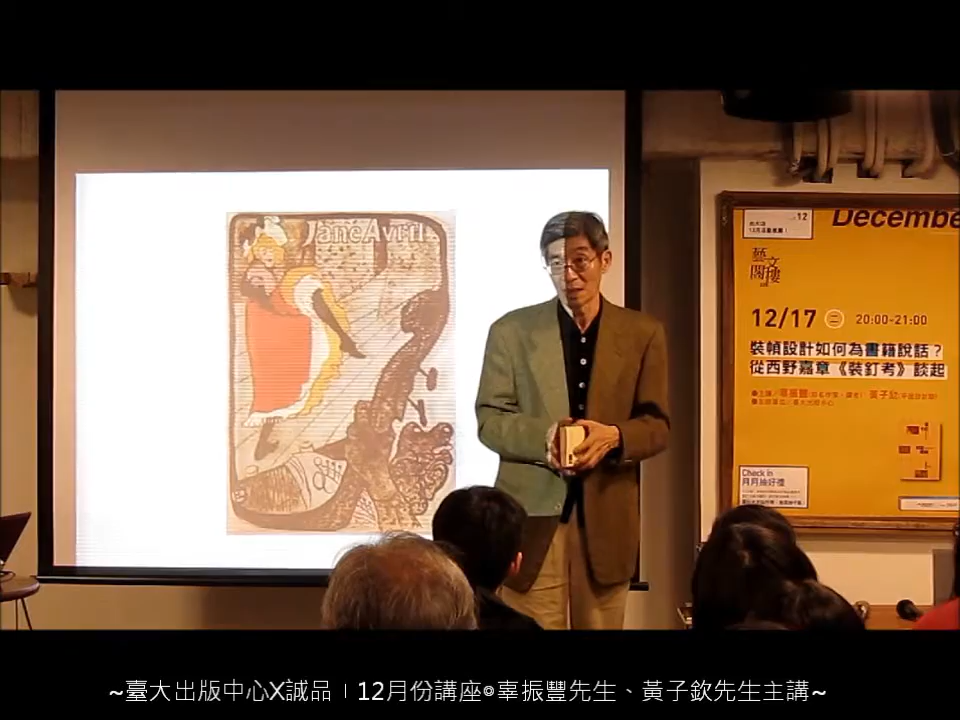 Jane Avril
12
December
藝文閣樓
12/17 二 20:00-21:00
裝幀設計如何為書籍說話？
從西野嘉章《裝釘考》談起
Check in
月月抽好禮
~臺大出版中心X誠品︱12月份講座◎辜振豐先生、黃子欽先生主講~